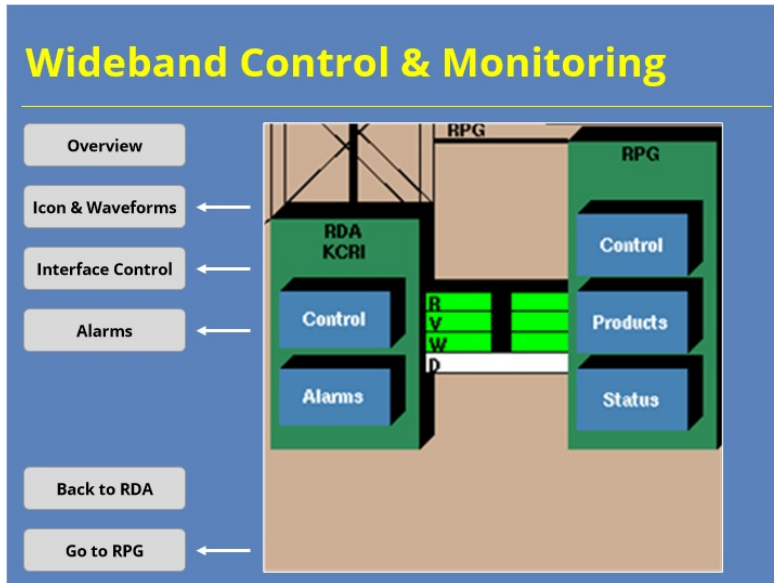 Wideband Control & Monitoring
Overview
Icon & Waveforms
Interface Control
Alarms
Back to RDA
Go to RPG
RPG
RDA
KCRI
Control
Alarms
R
V
W
D
RPG
Control
Products
Status